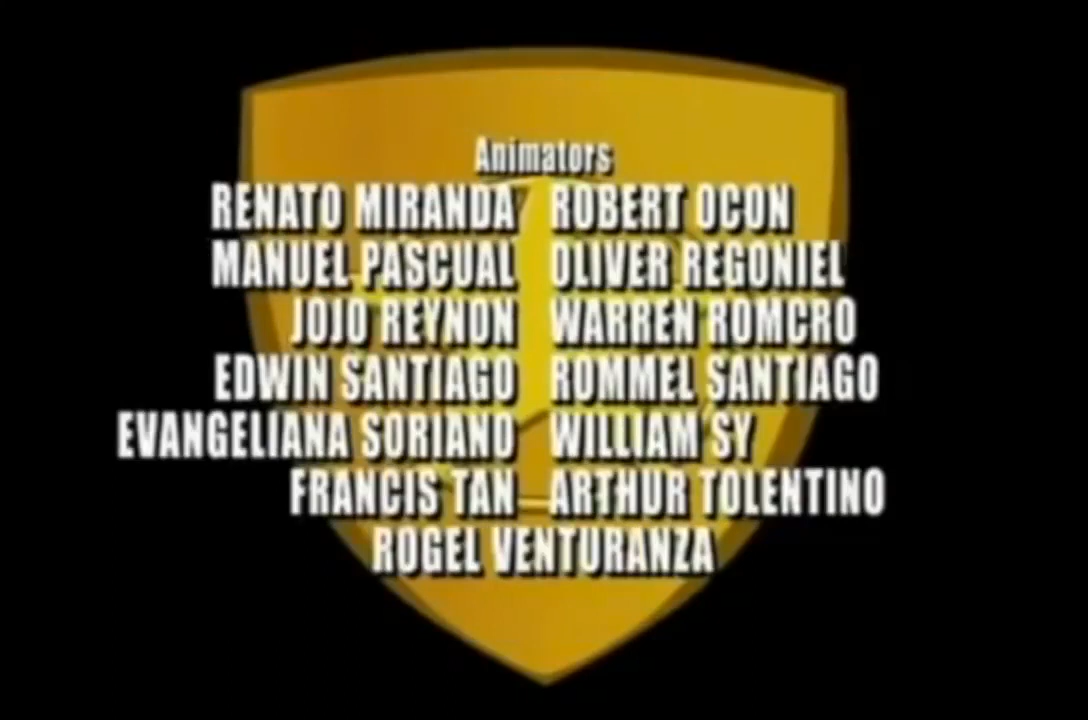 Animators
RENATO MIRANDA ROBERT OCON
MANUEL PASCUAL OLIVER REGONIEL
JOJO REYNON WARREN ROMCRO
EDWIN SANTIAGO ROMMEL SANTIAGO
EVANGELIANA SORIANO WILLIAM SY
FRANCIS TAN ARTHUR TOLENTINO
ROGEL VENTURANZA